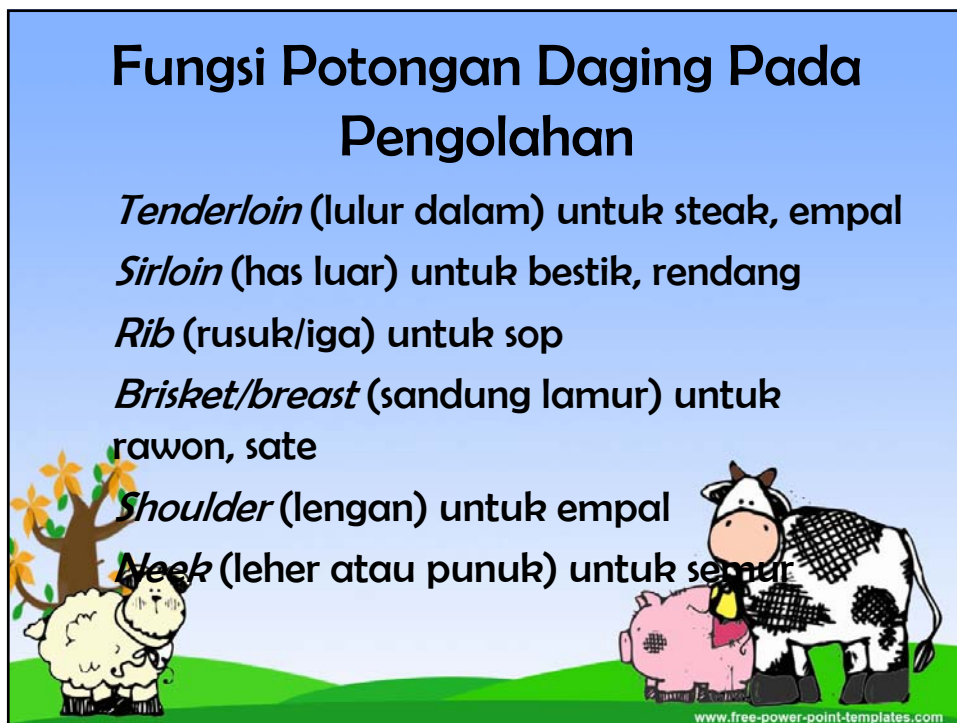 Fungsi Potongan Daging Pada
Pengolahan
Tenderloin (lulur dalam) untuk steak, empal
Sirloin (has luar) untuk bestik, rendang
Rib (rusuk/iga) untuk sop
Brisket/breast (sandung lamur) untuk
rawon, sate
Shoulder (lengan) untuk empal
Neek (leher atau punuk) untuk semur
www.free-power-point-templates.com